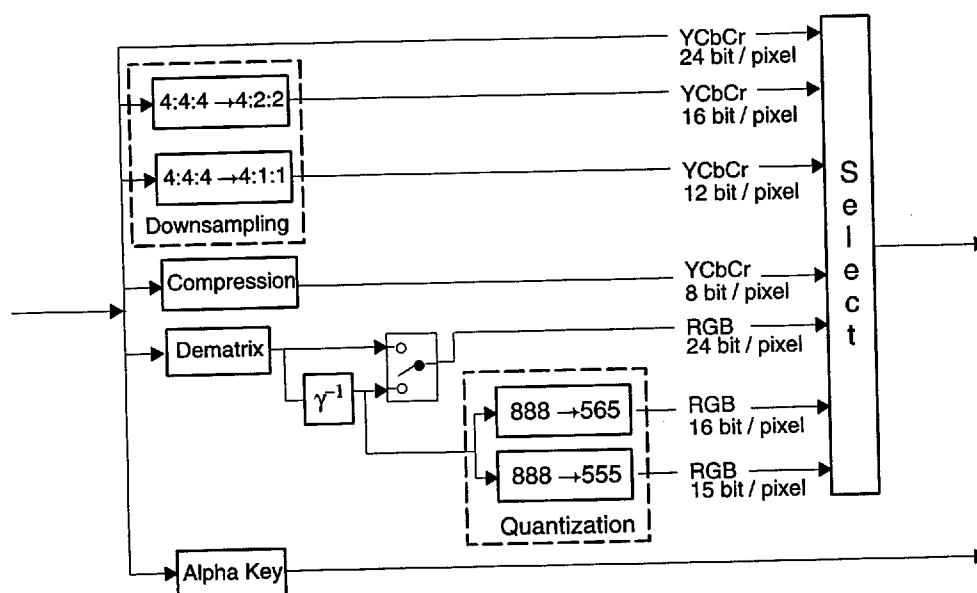 YCbCr
24 bit / pixel
4:4:4 →4:2:2
YCbCr
16 bit / pixel
4:4:4 →4:1:1
YCbCr
12 bit / pixel
Downsampling
Select
Compression
YCbCr
8 bit / pixel
Dematrix
RGB
24 bit / pixel
γ⁻¹
888 →565
RGB
16 bit / pixel
888 →555
RGB
15 bit / pixel
Quantization
Alpha Key